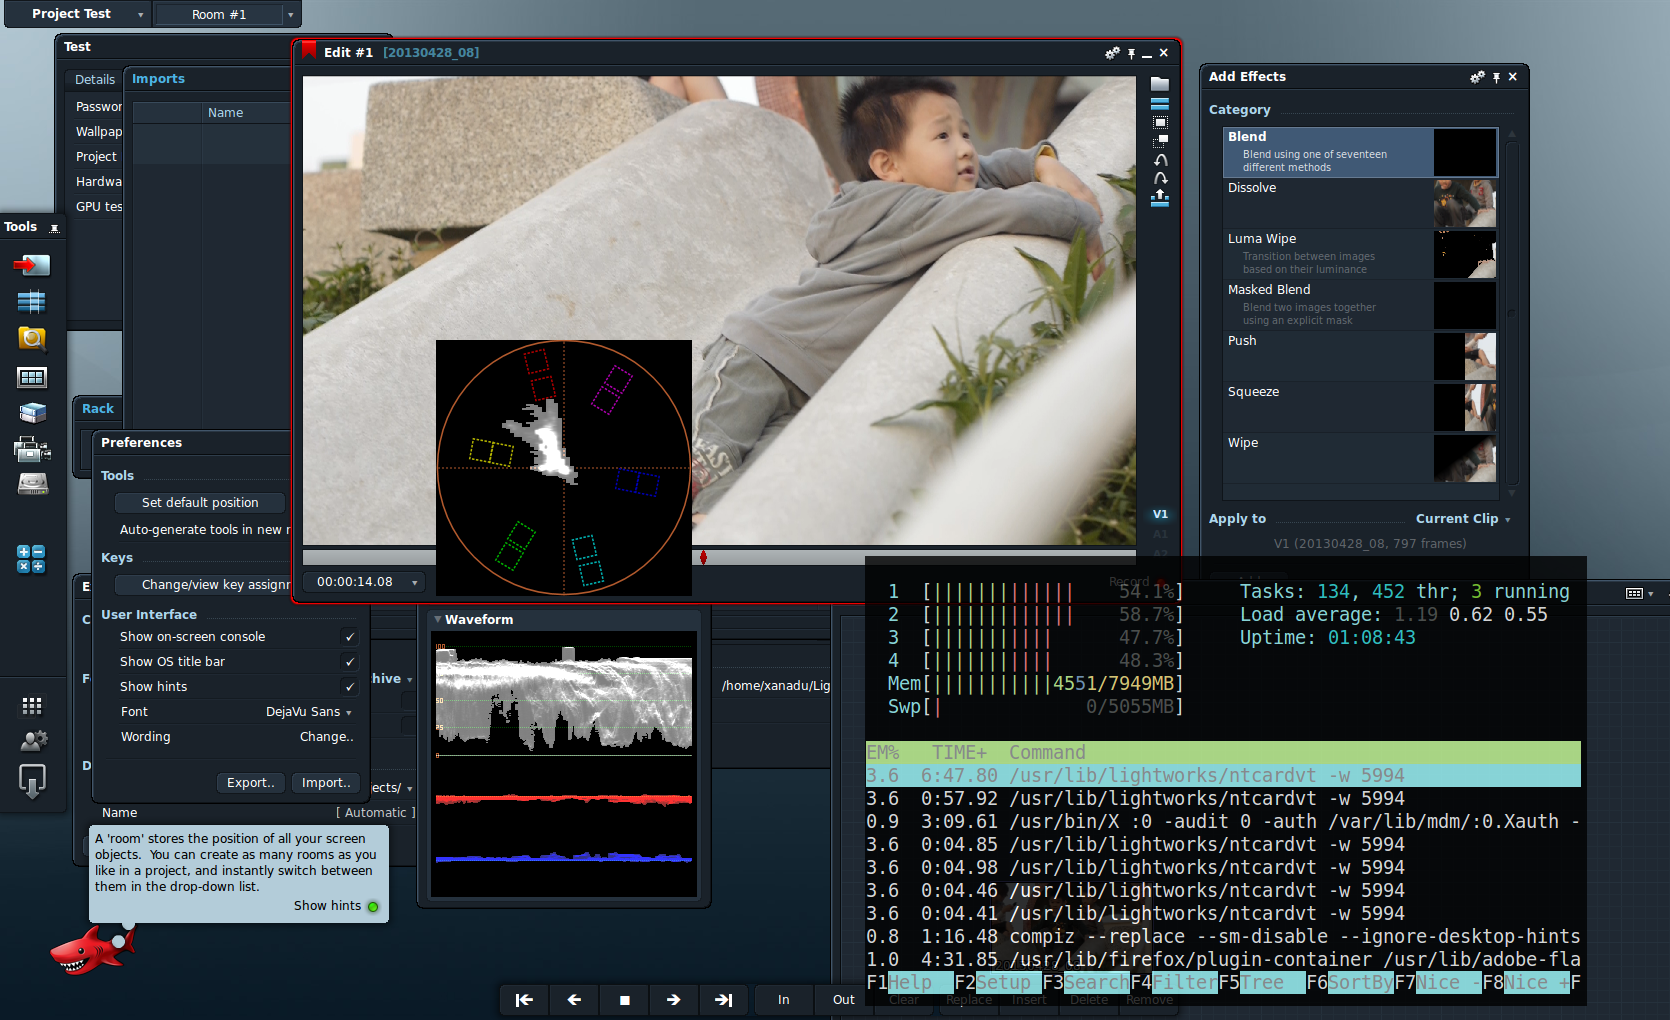 Project Test
Room #1
Test
Details
Imports
Name
Passwor
Wallpap
Project
Hardwa
GPU tes
Tools
Rack
Edit #1 [20130428_08]
V1
A1
A2
00:00:14.08
Record
Add Effects
Category
Blend
Blend using one of seventeen
different methods
Dissolve
Luma Wipe
Transition between images
based on their luminance
Masked Blend
Blend two images together
using an explicit mask
Push
Squeeze
Wipe
Apply to
Current Clip
V1 (20130428_08, 797 frames)
Preferences
Tools
Set default position
Auto-generate tools in new r
Keys
Change/view key assignr
User Interface
Show on-screen console
Show OS title bar
Show hints
Font
DejaVu Sans
Wording
Change..
Export..
Import..
Name
[ Automatic ]
chive
ects/
/home/xanadu/Lig
A 'room' stores the position of all your screen
objects. You can create as many rooms as you
like in a project, and instantly switch between
them in the drop-down list.
Show hints
Waveform
100
50
25
0
1 [||||||||||||| 54.1%]
2 [||||||||||||| 58.7%]
3 [||||||||||| 47.7%]
4 [||||||||||| 48.3%]
Mem[|||||||||||4551/7949MB]
Swp[| 0/5055MB]
Tasks: 134, 452 thr; 3 running
Load average: 1.19 0.62 0.55
Uptime: 01:08:43
EM% TIME+ Command
3.6 6:47.80 /usr/lib/lightworks/ntcardvt -w 5994
3.6 0:57.92 /usr/lib/lightworks/ntcardvt -w 5994
0.9 3:09.61 /usr/bin/X :0 -audit 0 -auth /var/lib/mdm/:0.Xauth -
3.6 0:04.85 /usr/lib/lightworks/ntcardvt -w 5994
3.6 0:04.98 /usr/lib/lightworks/ntcardvt -w 5994
3.6 0:04.46 /usr/lib/lightworks/ntcardvt -w 5994
3.6 0:04.41 /usr/lib/lightworks/ntcardvt -w 5994
0.8 1:16.48 compiz --replace --sm-disable --ignore-desktop-hints
1.0 4:31.85 /usr/lib/firefox/plugin-container /usr/lib/adobe-fla
F1Help F2Setup F3SearchF4FilterF5Tree F6SortByF7Nice -F8Nice +F
In
Out
Clear
Replace
Insert
Delete
Remove